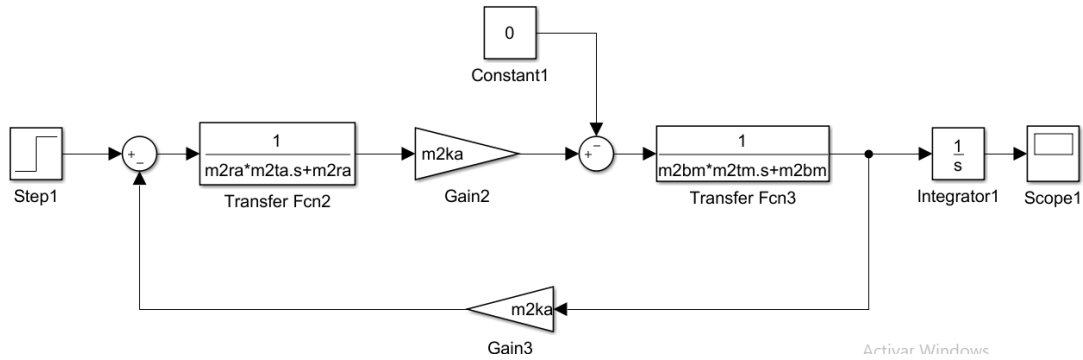 0
Constant1
+
−
−
+
1
m2ra*m2ta.s+m2ra
m2ka
1
m2bm*m2tm.s+m2bm
1
s
Step1
Transfer Fcn2
Gain2
Transfer Fcn3
Integrator1
Scope1
m2ka
Gain3
Activar Windows